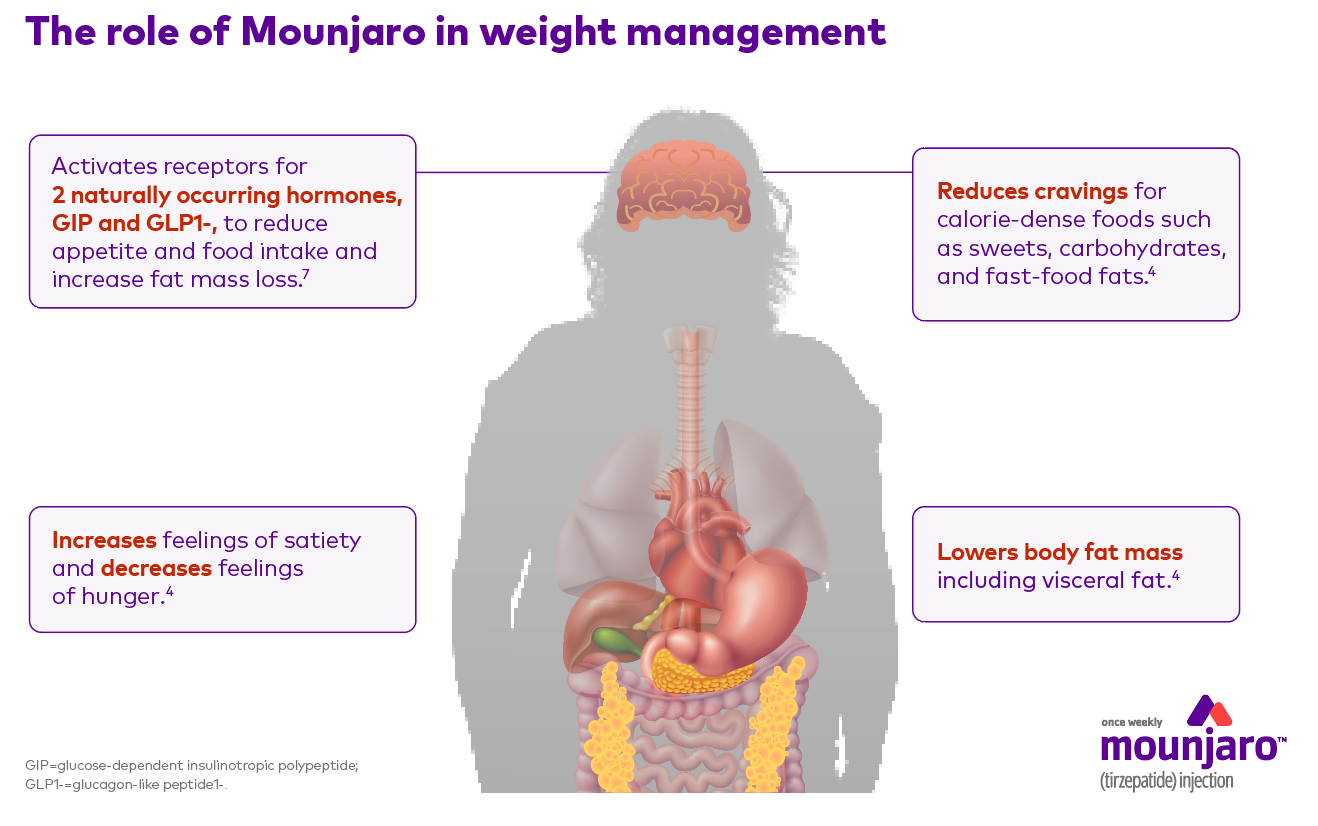 The role of Mounjaro in weight management
Activates receptors for
2 naturally occurring hormones,
GIP and GLP1-, to reduce
appetite and food intake and
increase fat mass loss.⁷
Reduces cravings for
calorie-dense foods such
as sweets, carbohydrates,
and fast-food fats.⁴
Increases feelings of satiety
and decreases feelings
of hunger.⁴
Lowers body fat mass
including visceral fat.⁴
GIP=glucose-dependent insulinotropic polypeptide;
GLP1-=glucagon-like peptide1-.
once weekly
mounjaro™
(tirzepatide) injection